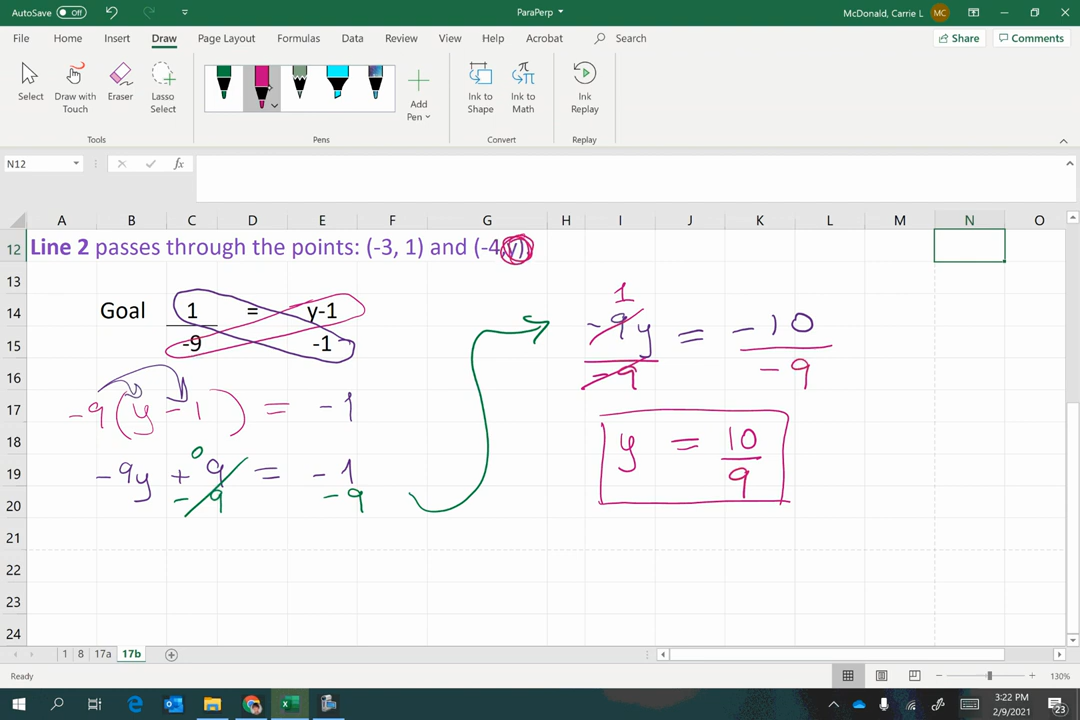 AutoSave Off ParaPerp McDonald, Carrie L MC
File Home Insert Draw Page Layout Formulas Data Review View Help Acrobat Search Share Comments
Select Draw with Touch Eraser Lasso Select Add Pen Ink to Shape Ink to Math Ink Replay
Tools Pens Convert Replay
N12 fx
A B C D E F G H I J K L M N O
12 Line 2 passes through the points: (-3, 1) and (-4,y).
13
14 Goal 1 = y-1
15 -9 -1
16
17 -9(y - 1) = -1
18 0
19 -9y + 9 = -1
20 - 9 - 9
21
22
23
24
1
-9y = -10
-9 -9
y = 10
9
1 8 17a 17b
Ready 130%
3:22 PM
2/9/2021 23